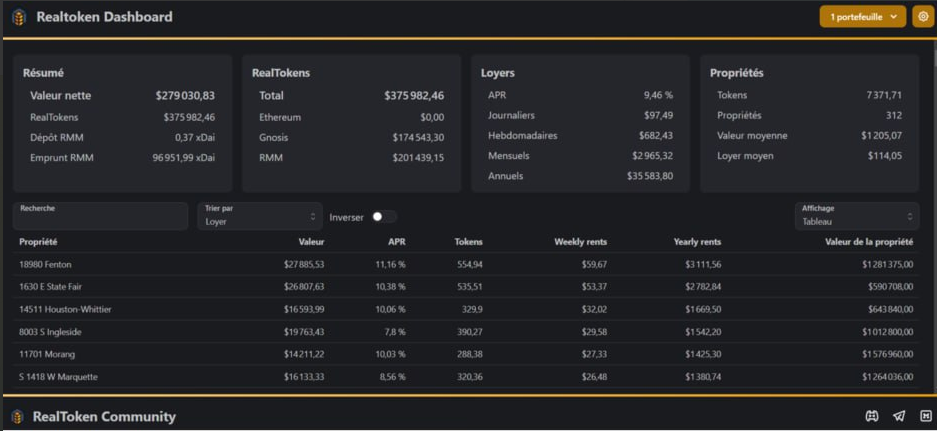 Realtoken Dashboard
1 portefeuille
Résumé
Valeur nette $279 030,83
RealTokens $375 982,46
Dépôt RMM 0,37 xDai
Emprunt RMM 96 951,99 xDai
RealTokens
Total $375 982,46
Ethereum $0,00
Gnosis $174 543,30
RMM $201 439,15
Loyers
APR 9,46 %
Journaliers $97,49
Hebdomadaires $682,43
Mensuels $2 965,32
Annuels $35 583,80
Propriétés
Tokens 7 371,71
Propriétés 312
Valeur moyenne $1 205,07
Loyer moyen $114,05
Recherche
Trier par
Loyer
Inverser
Affichage
Tableau
Propriété Valeur APR Tokens Weekly rents Yearly rents Valeur de la propriété
18980 Fenton $27 885,53 11,16 % 554,94 $59,67 $3 111,56 $1 281 375,00
1630 E State Fair $26 807,63 10,38 % 535,51 $53,37 $2 782,84 $590 708,00
14511 Houston-Whittier $16 593,99 10,06 % 329,9 $32,02 $1 669,50 $643 840,00
8003 S Ingleside $19 763,43 7,8 % 390,27 $29,58 $1 542,20 $1 012 800,00
11701 Morang $14 211,22 10,03 % 288,38 $27,33 $1 425,30 $1 576 960,00
S 1418 W Marquette $16 133,33 8,56 % 320,36 $26,48 $1 380,74 $1 264 036,00
RealToken Community